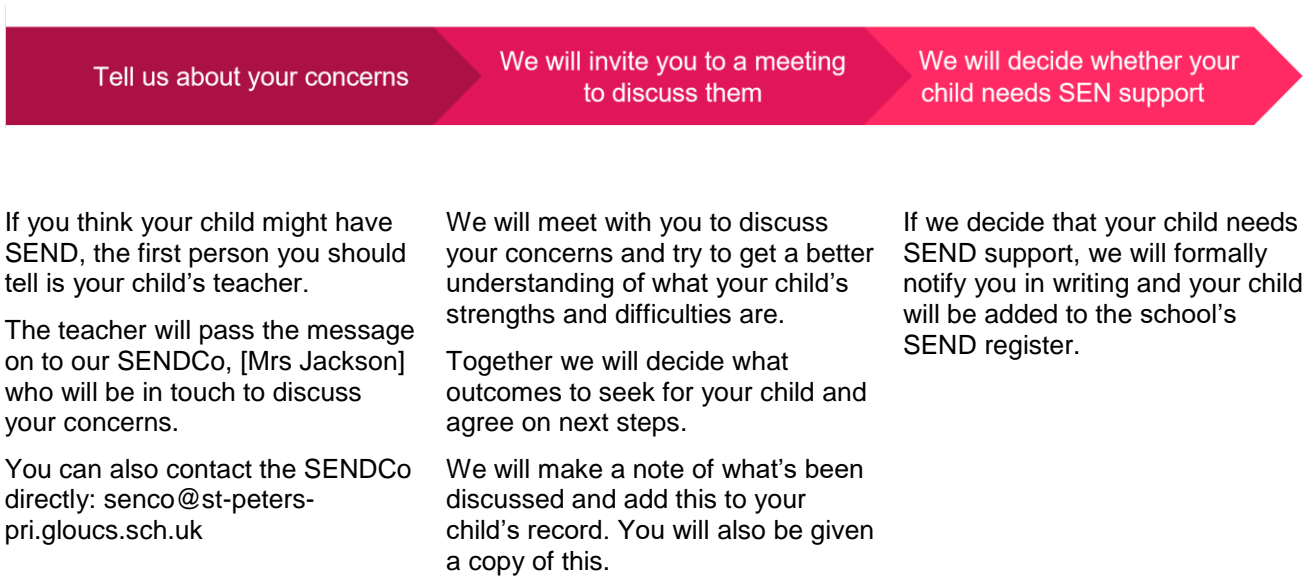 Tell us about your concerns
We will invite you to a meeting
to discuss them
We will decide whether your
child needs SEN support
If you think your child might have
SEND, the first person you should
tell is your child’s teacher.
The teacher will pass the message
on to our SENDCo, [Mrs Jackson]
who will be in touch to discuss
your concerns.
You can also contact the SENDCo
directly: senco@st-peters-
pri.gloucs.sch.uk
We will meet with you to discuss
your concerns and try to get a better
understanding of what your child’s
strengths and difficulties are.
Together we will decide what
outcomes to seek for your child and
agree on next steps.
We will make a note of what’s been
discussed and add this to your
child’s record. You will also be given
a copy of this.
If we decide that your child needs
SEND support, we will formally
notify you in writing and your child
will be added to the school’s
SEND register.